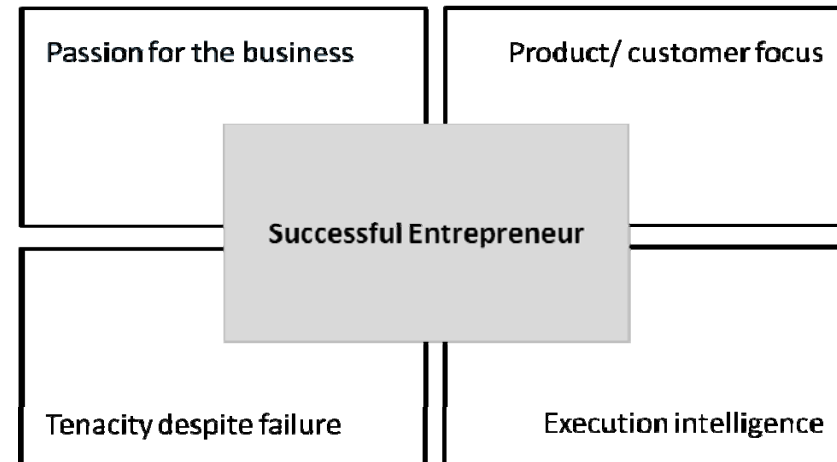 Passion for the business
Product/ customer focus
Successful Entrepreneur
Tenacity despite failure
Execution intelligence